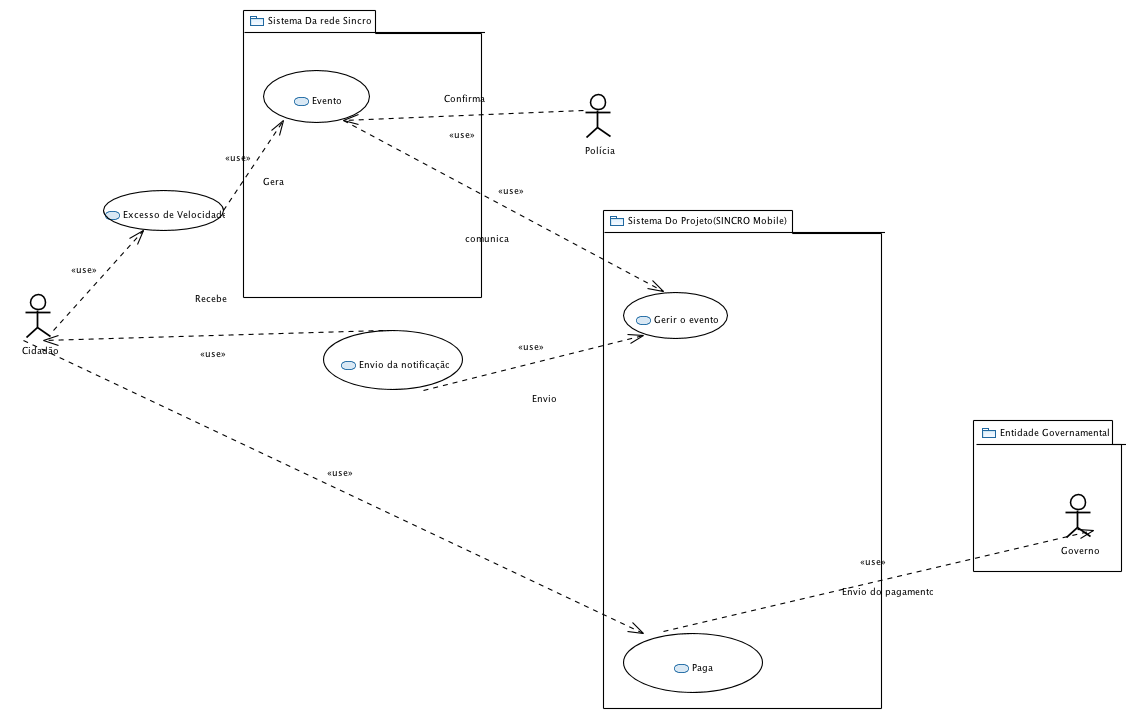 Sistema Da rede Sincro
Evento
Confirma
«use»
Polícia
«use»
Gera
«use»
Excesso de Velocidade
Sistema Do Projeto(SINCRO Mobile)
comunica
«use»
Recebe
Gerir o evento
Cidadão
«use»
«use»
Envio da notificação
Envio
Entidade Governamental
«use»
Governo
«use»
Envio do pagamento
Paga